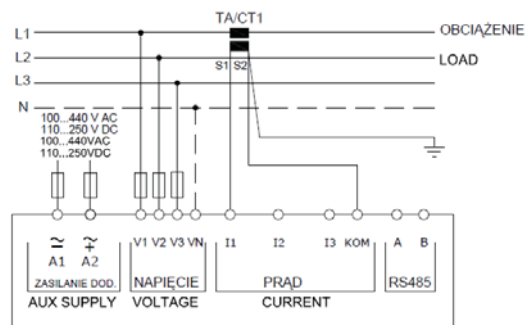 TA/CT1
L1
OBCIĄŻENIE
L2
LOAD
S1 S2
L3
N
100...440 V AC
110...250 V DC
100...440VAC
110...250VDC
V1 V2 V3 VN I1 I2 I3 KOM A B
A1 A2
ZASILANIE DOD. NAPIĘCIE PRĄD RS485
AUX SUPPLY VOLTAGE CURRENT